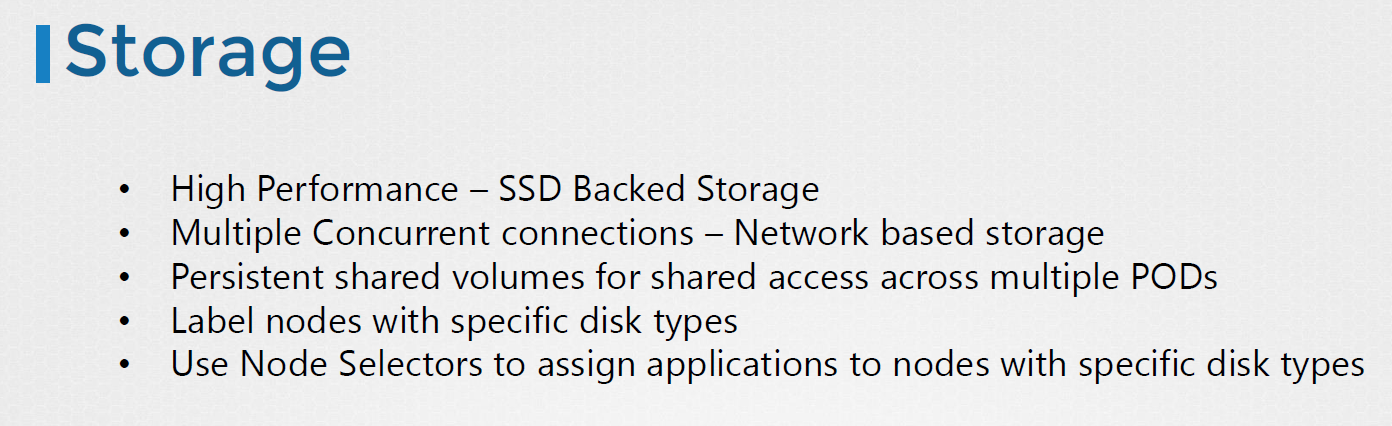 Storage
• High Performance – SSD Backed Storage
• Multiple Concurrent connections – Network based storage
• Persistent shared volumes for shared access across multiple PODs
• Label nodes with specific disk types
• Use Node Selectors to assign applications to nodes with specific disk types